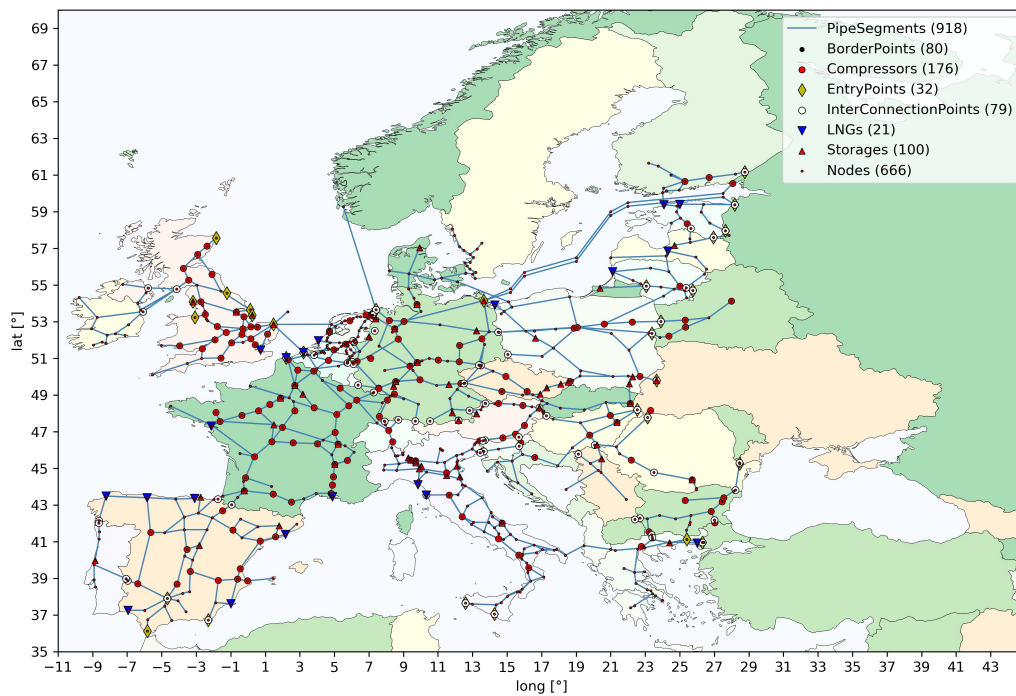 69
67
65
63
61
59
57
55
53
51
49
47
45
43
41
39
37
35
lat [°]
PipeSegments (918)
BorderPoints (80)
Compressors (176)
EntryPoints (32)
InterConnectionPoints (79)
LNGs (21)
Storages (100)
Nodes (666)
−11 −9 −7 −5 −3 −1 1 3 5 7 9 11 13 15 17 19 21 23 25 27 29 31 33 35 37 39 41 43
long [°]